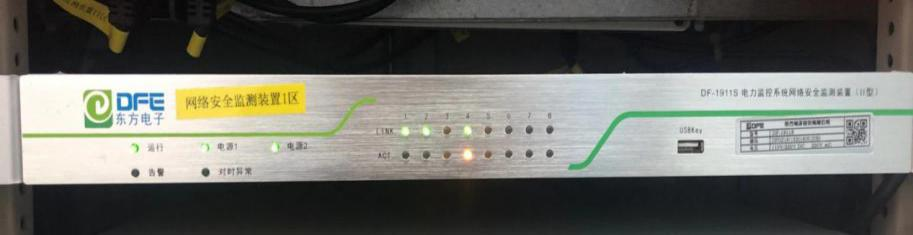 DFE
东方电子
网络安全监测装置1区
DF-1911S 电力监控系统网络安全监测装置（II型）
1 2 3 4 5 6 7 8
LINK
ACT
运行 电源1 电源2
告警 对时异常
USBKey
DFE